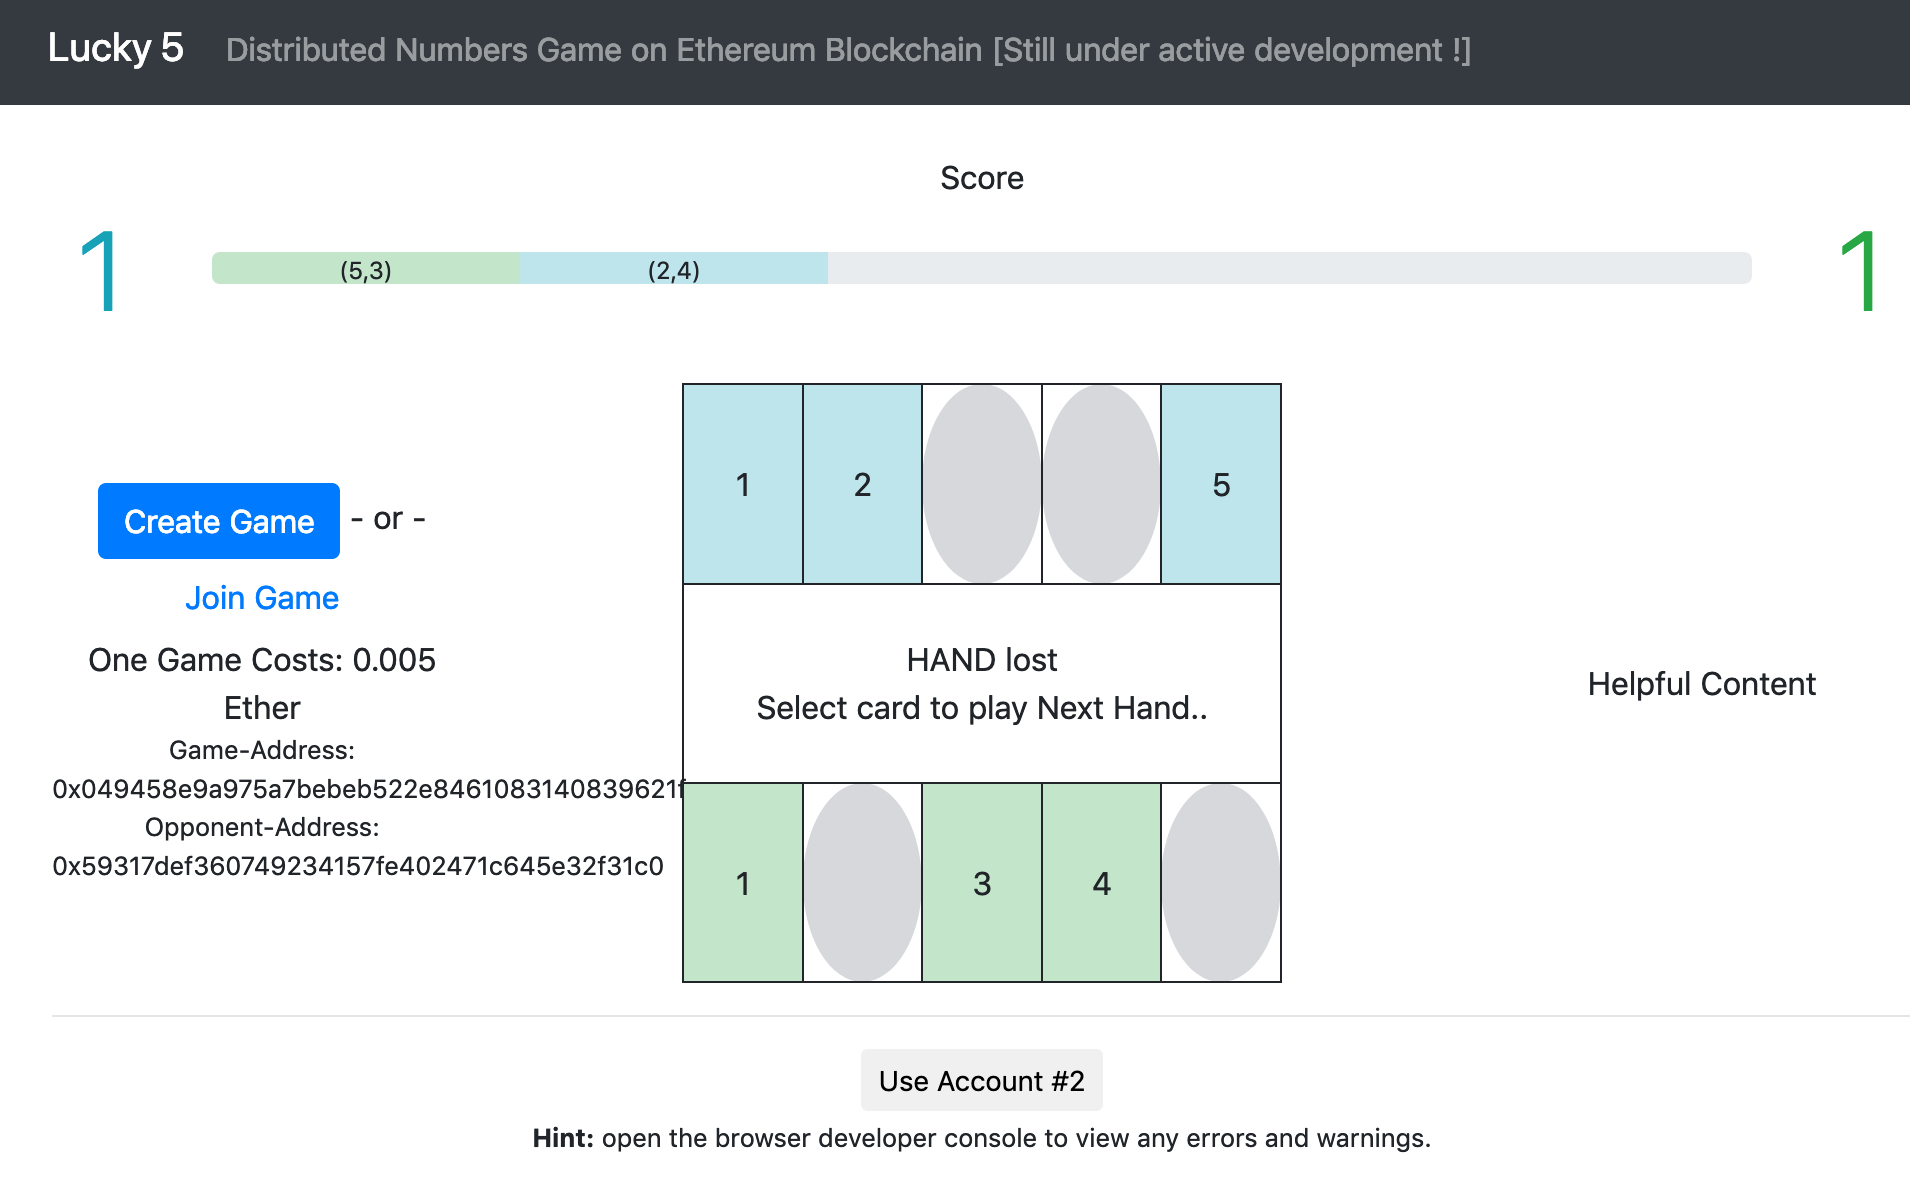 Lucky 5 Distributed Numbers Game on Ethereum Blockchain [Still under active development !]
Score
1 (5,3) (2,4) 1
1 2 5
Create Game - or -
Join Game
One Game Costs: 0.005
Ether
Game-Address:
0x049458e9a975a7bebeb522e8461083140839621f
Opponent-Address:
0x59317def360749234157fe402471c645e32f31c0
HAND lost
Select card to play Next Hand..
Helpful Content
1 3 4
Use Account #2
Hint: open the browser developer console to view any errors and warnings.